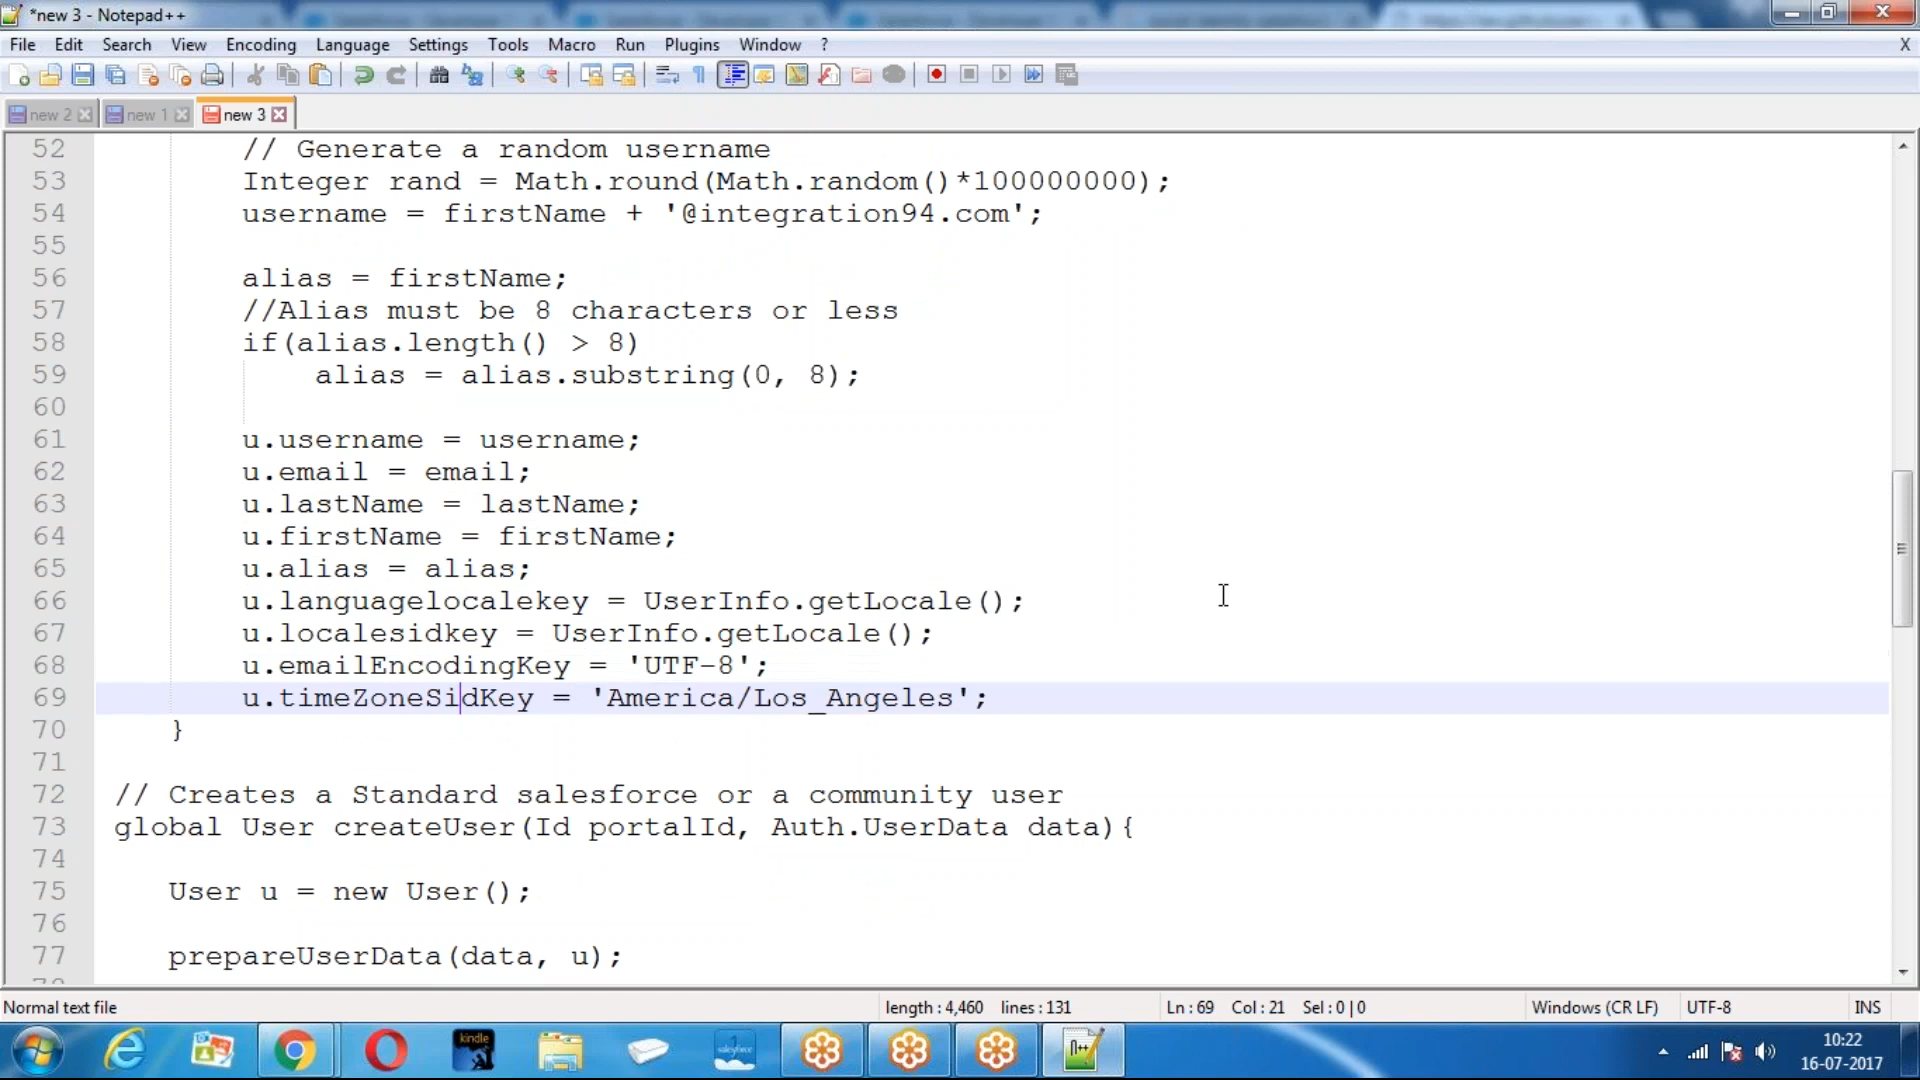 *new 3 - Notepad++
File Edit Search View Encoding Language Settings Tools Macro Run Plugins Window ? X
new 2 new 1 new 3
52 // Generate a random username
53 Integer rand = Math.round(Math.random()*100000000);
54 username = firstName + '@integration94.com';
55
56 alias = firstName;
57 //Alias must be 8 characters or less
58 if(alias.length() > 8)
59 alias = alias.substring(0, 8);
60
61 u.username = username;
62 u.email = email;
63 u.lastName = lastName;
64 u.firstName = firstName;
65 u.alias = alias;
66 u.languagelocalekey = UserInfo.getLocale();
67 u.localesidkey = UserInfo.getLocale();
68 u.emailEncodingKey = 'UTF-8';
69 u.timeZoneSidKey = 'America/Los_Angeles';
70 }
71
72 // Creates a Standard salesforce or a community user
73 global User createUser(Id portalId, Auth.UserData data){
74
75 User u = new User();
76
77 prepareUserData(data, u);
Normal text file length : 4,460 lines : 131 Ln : 69 Col : 21 Sel : 0 | 0 Windows (CR LF) UTF-8 INS
kindle
salesforce
10:22
16-07-2017